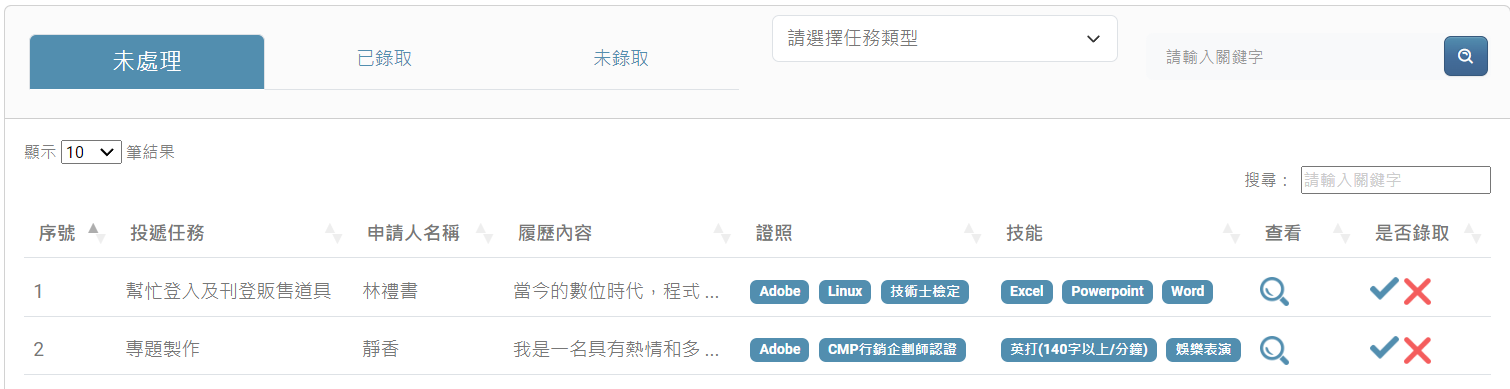 未處理 已錄取 未錄取 請選擇任務類型 請輸入關鍵字
顯示 10 筆結果
搜尋： 請輸入關鍵字
序號 投遞任務 申請人名稱 履歷內容 證照 技能 查看 是否錄取
1 幫忙登入及刊登販售道具 林禮書 當今的數位時代，程式 ... Adobe Linux 技術士檢定 Excel Powerpoint Word
2 專題製作 靜香 我是一名具有熱情和多 ... Adobe CMP行銷企劃師認證 英打(140字以上/分鐘) 娛樂表演